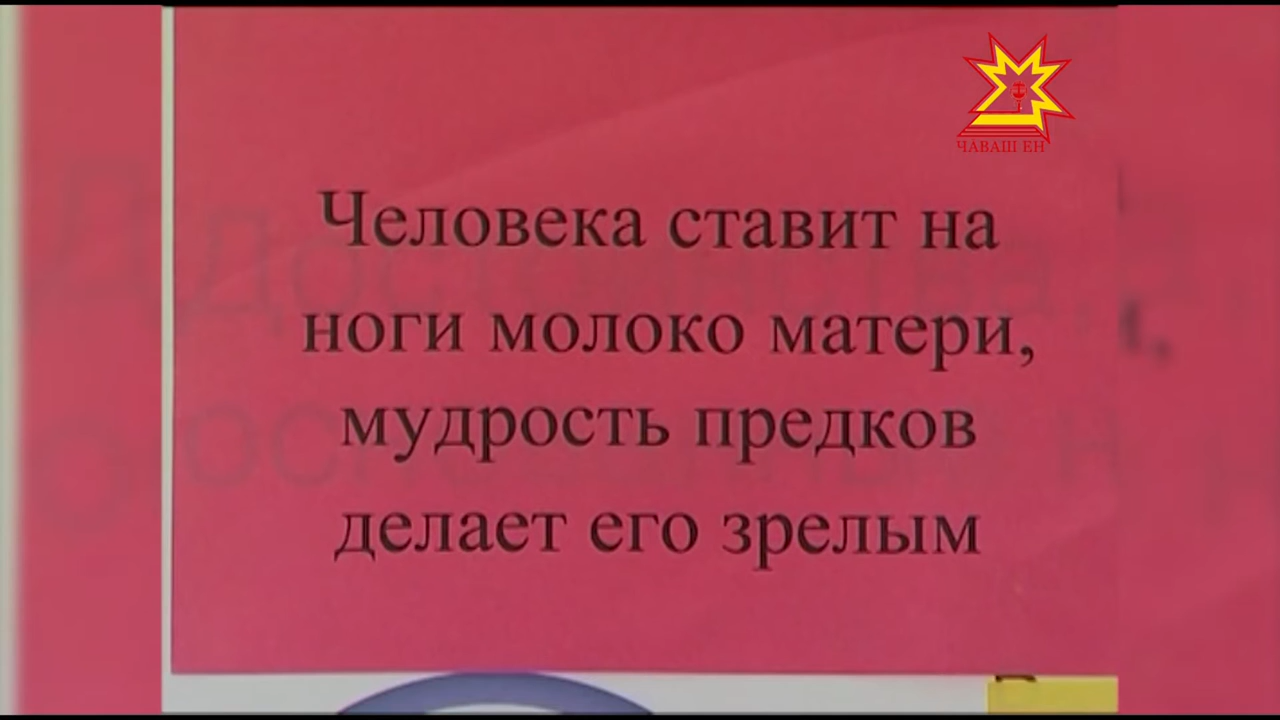 ЧĂВАШ ЕН
Человека ставит на
ноги молоко матери,
мудрость предков
делает его зрелым